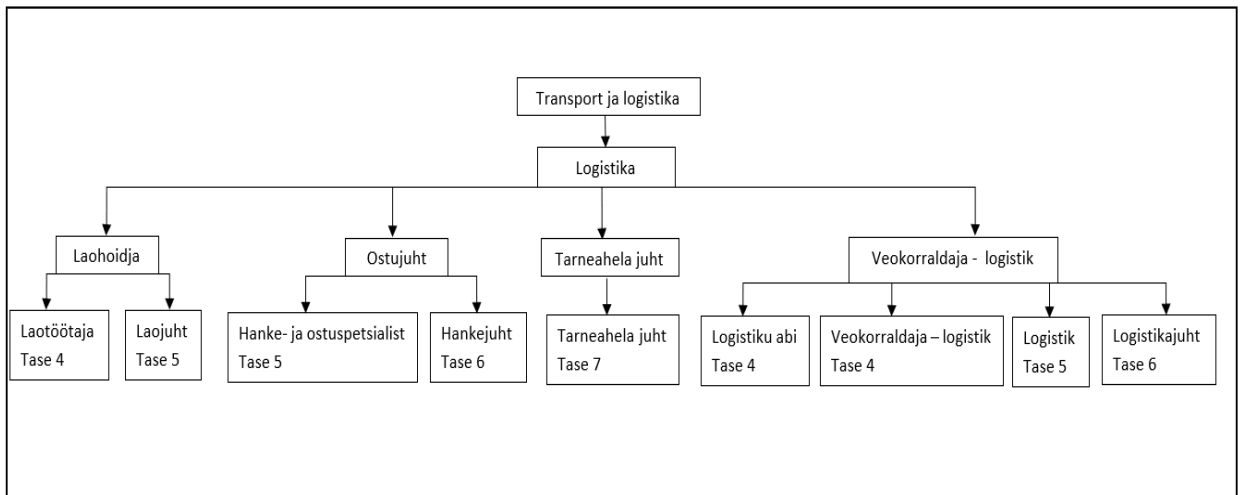 Transport ja logistika
Logistika
Laohoidja
Ostujuht
Tarneahela juht
Veokorraldaja - logistik
Laotöötaja
Tase 4
Laojuht
Tase 5
Hanke- ja ostuspetsialist
Tase 5
Hankejuht
Tase 6
Tarneahela juht
Tase 7
Logistiku abi
Tase 4
Veokorraldaja – logistik
Tase 4
Logistik
Tase 5
Logistikajuht
Tase 6